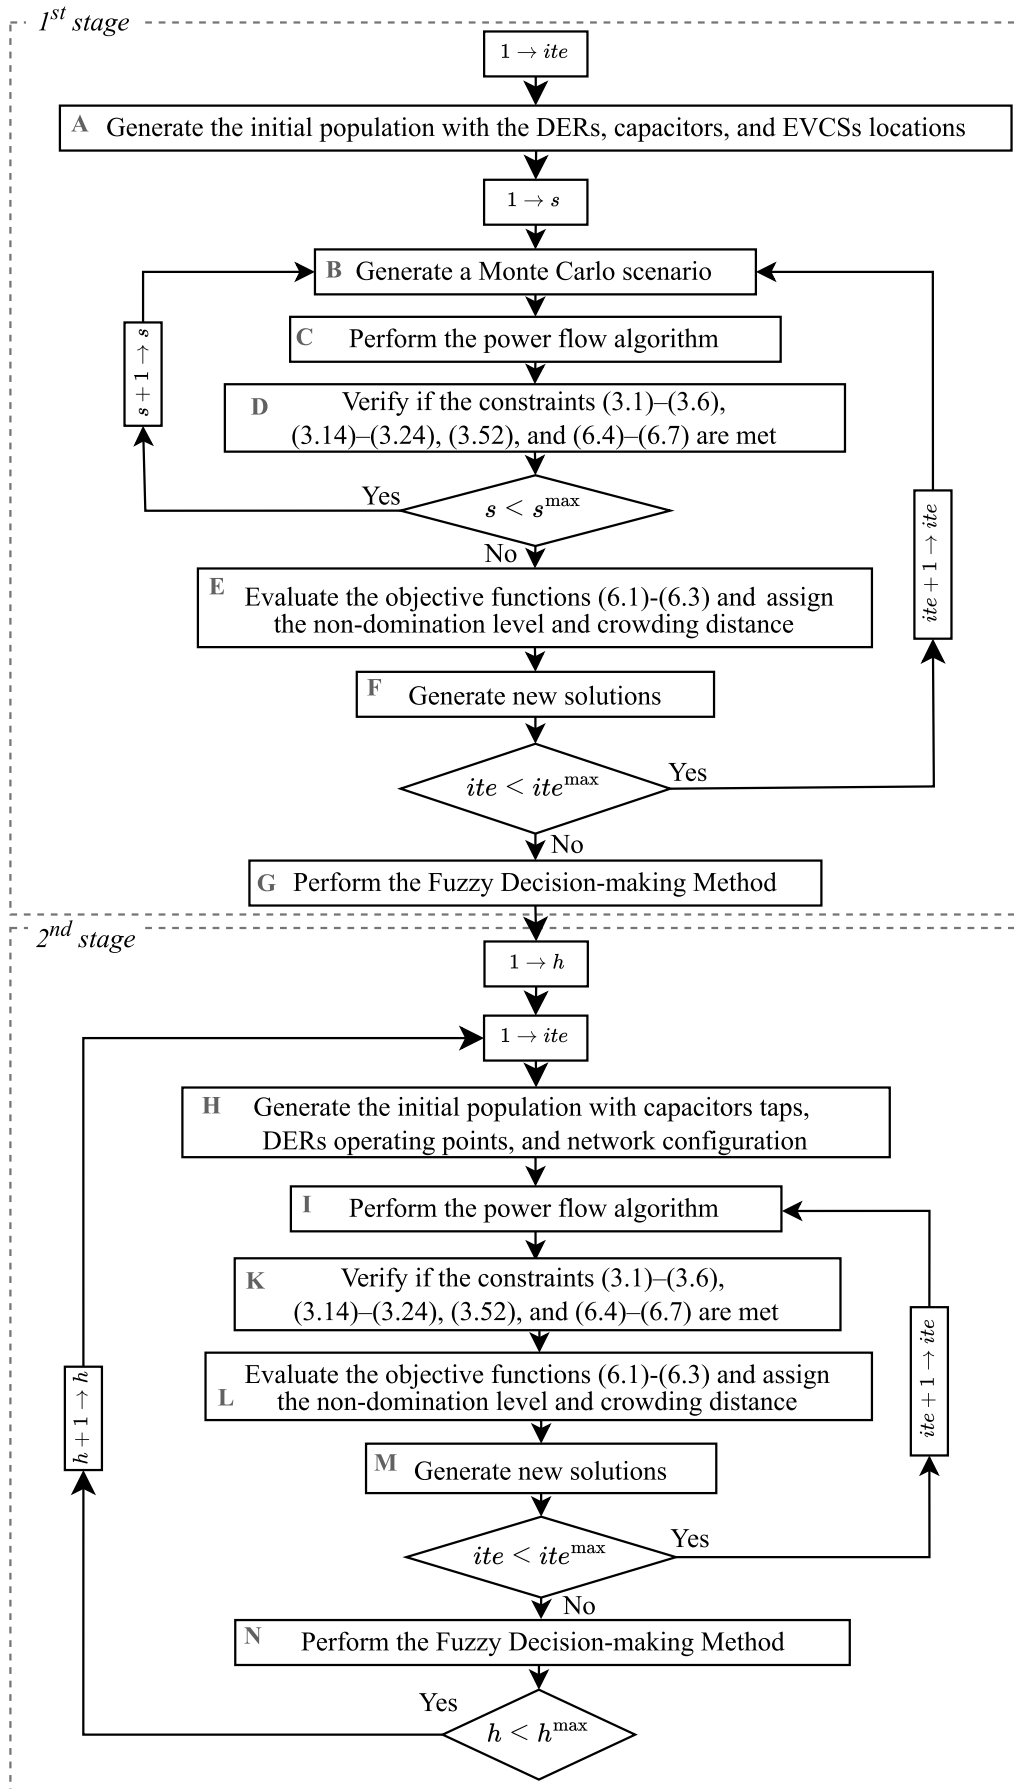 1st stage
1 → ite
A Generate the initial population with the DERs, capacitors, and EVCSs locations
1 → s
B Generate a Monte Carlo scenario
s + 1 → s
C Perform the power flow algorithm
D Verify if the constraints (3.1)–(3.6),
(3.14)–(3.24), (3.52), and (6.4)–(6.7) are met
Yes
s < s^max
No
ite + 1 → ite
E Evaluate the objective functions (6.1)-(6.3) and assign
the non-domination level and crowding distance
F Generate new solutions
ite < ite^max
Yes
No
G Perform the Fuzzy Decision-making Method
2nd stage
1 → h
1 → ite
H Generate the initial population with capacitors taps,
DERs operating points, and network configuration
I Perform the power flow algorithm
K Verify if the constraints (3.1)–(3.6),
(3.14)–(3.24), (3.52), and (6.4)–(6.7) are met
ite + 1 → ite
h + 1 → h
L Evaluate the objective functions (6.1)-(6.3) and assign
the non-domination level and crowding distance
M Generate new solutions
ite < ite^max
Yes
No
N Perform the Fuzzy Decision-making Method
Yes
h < h^max